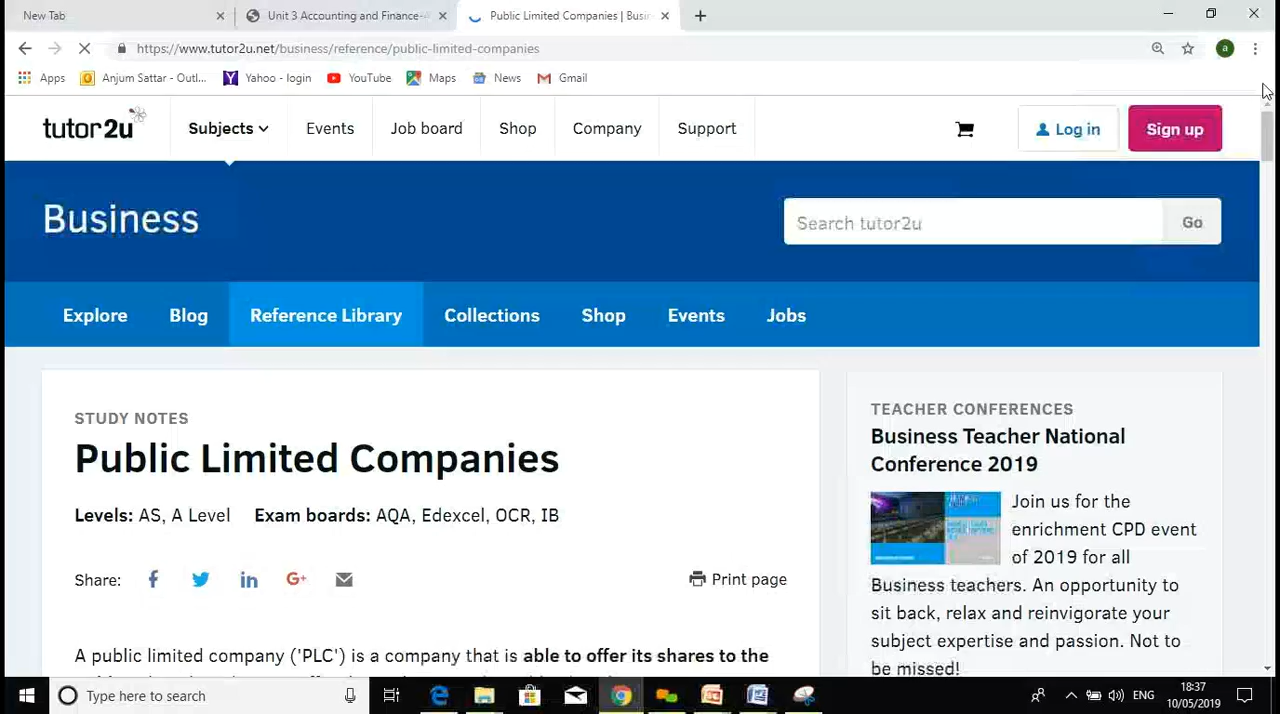 New Tab
Unit 3 Accounting and Finance-
Public Limited Companies | Busin
https://www.tutor2u.net/business/reference/public-limited-companies
a
Apps
Anjum Sattar - Outl...
Yahoo - login
YouTube
Maps
News
Gmail
tutor2u
Subjects
Events
Job board
Shop
Company
Support
Log in
Sign up
Business
Search tutor2u
Go
Explore
Blog
Reference Library
Collections
Shop
Events
Jobs
STUDY NOTES
Public Limited Companies
Levels: AS, A Level Exam boards: AQA, Edexcel, OCR, IB
Share:
Print page
A public limited company ('PLC') is a company that is able to offer its shares to the
TEACHER CONFERENCES
Business Teacher National
Conference 2019
Join us for the
enrichment CPD event
of 2019 for all
Business teachers. An opportunity to
sit back, relax and reinvigorate your
subject expertise and passion. Not to
be missed!
Type here to search
ENG
18:37
10/05/2019